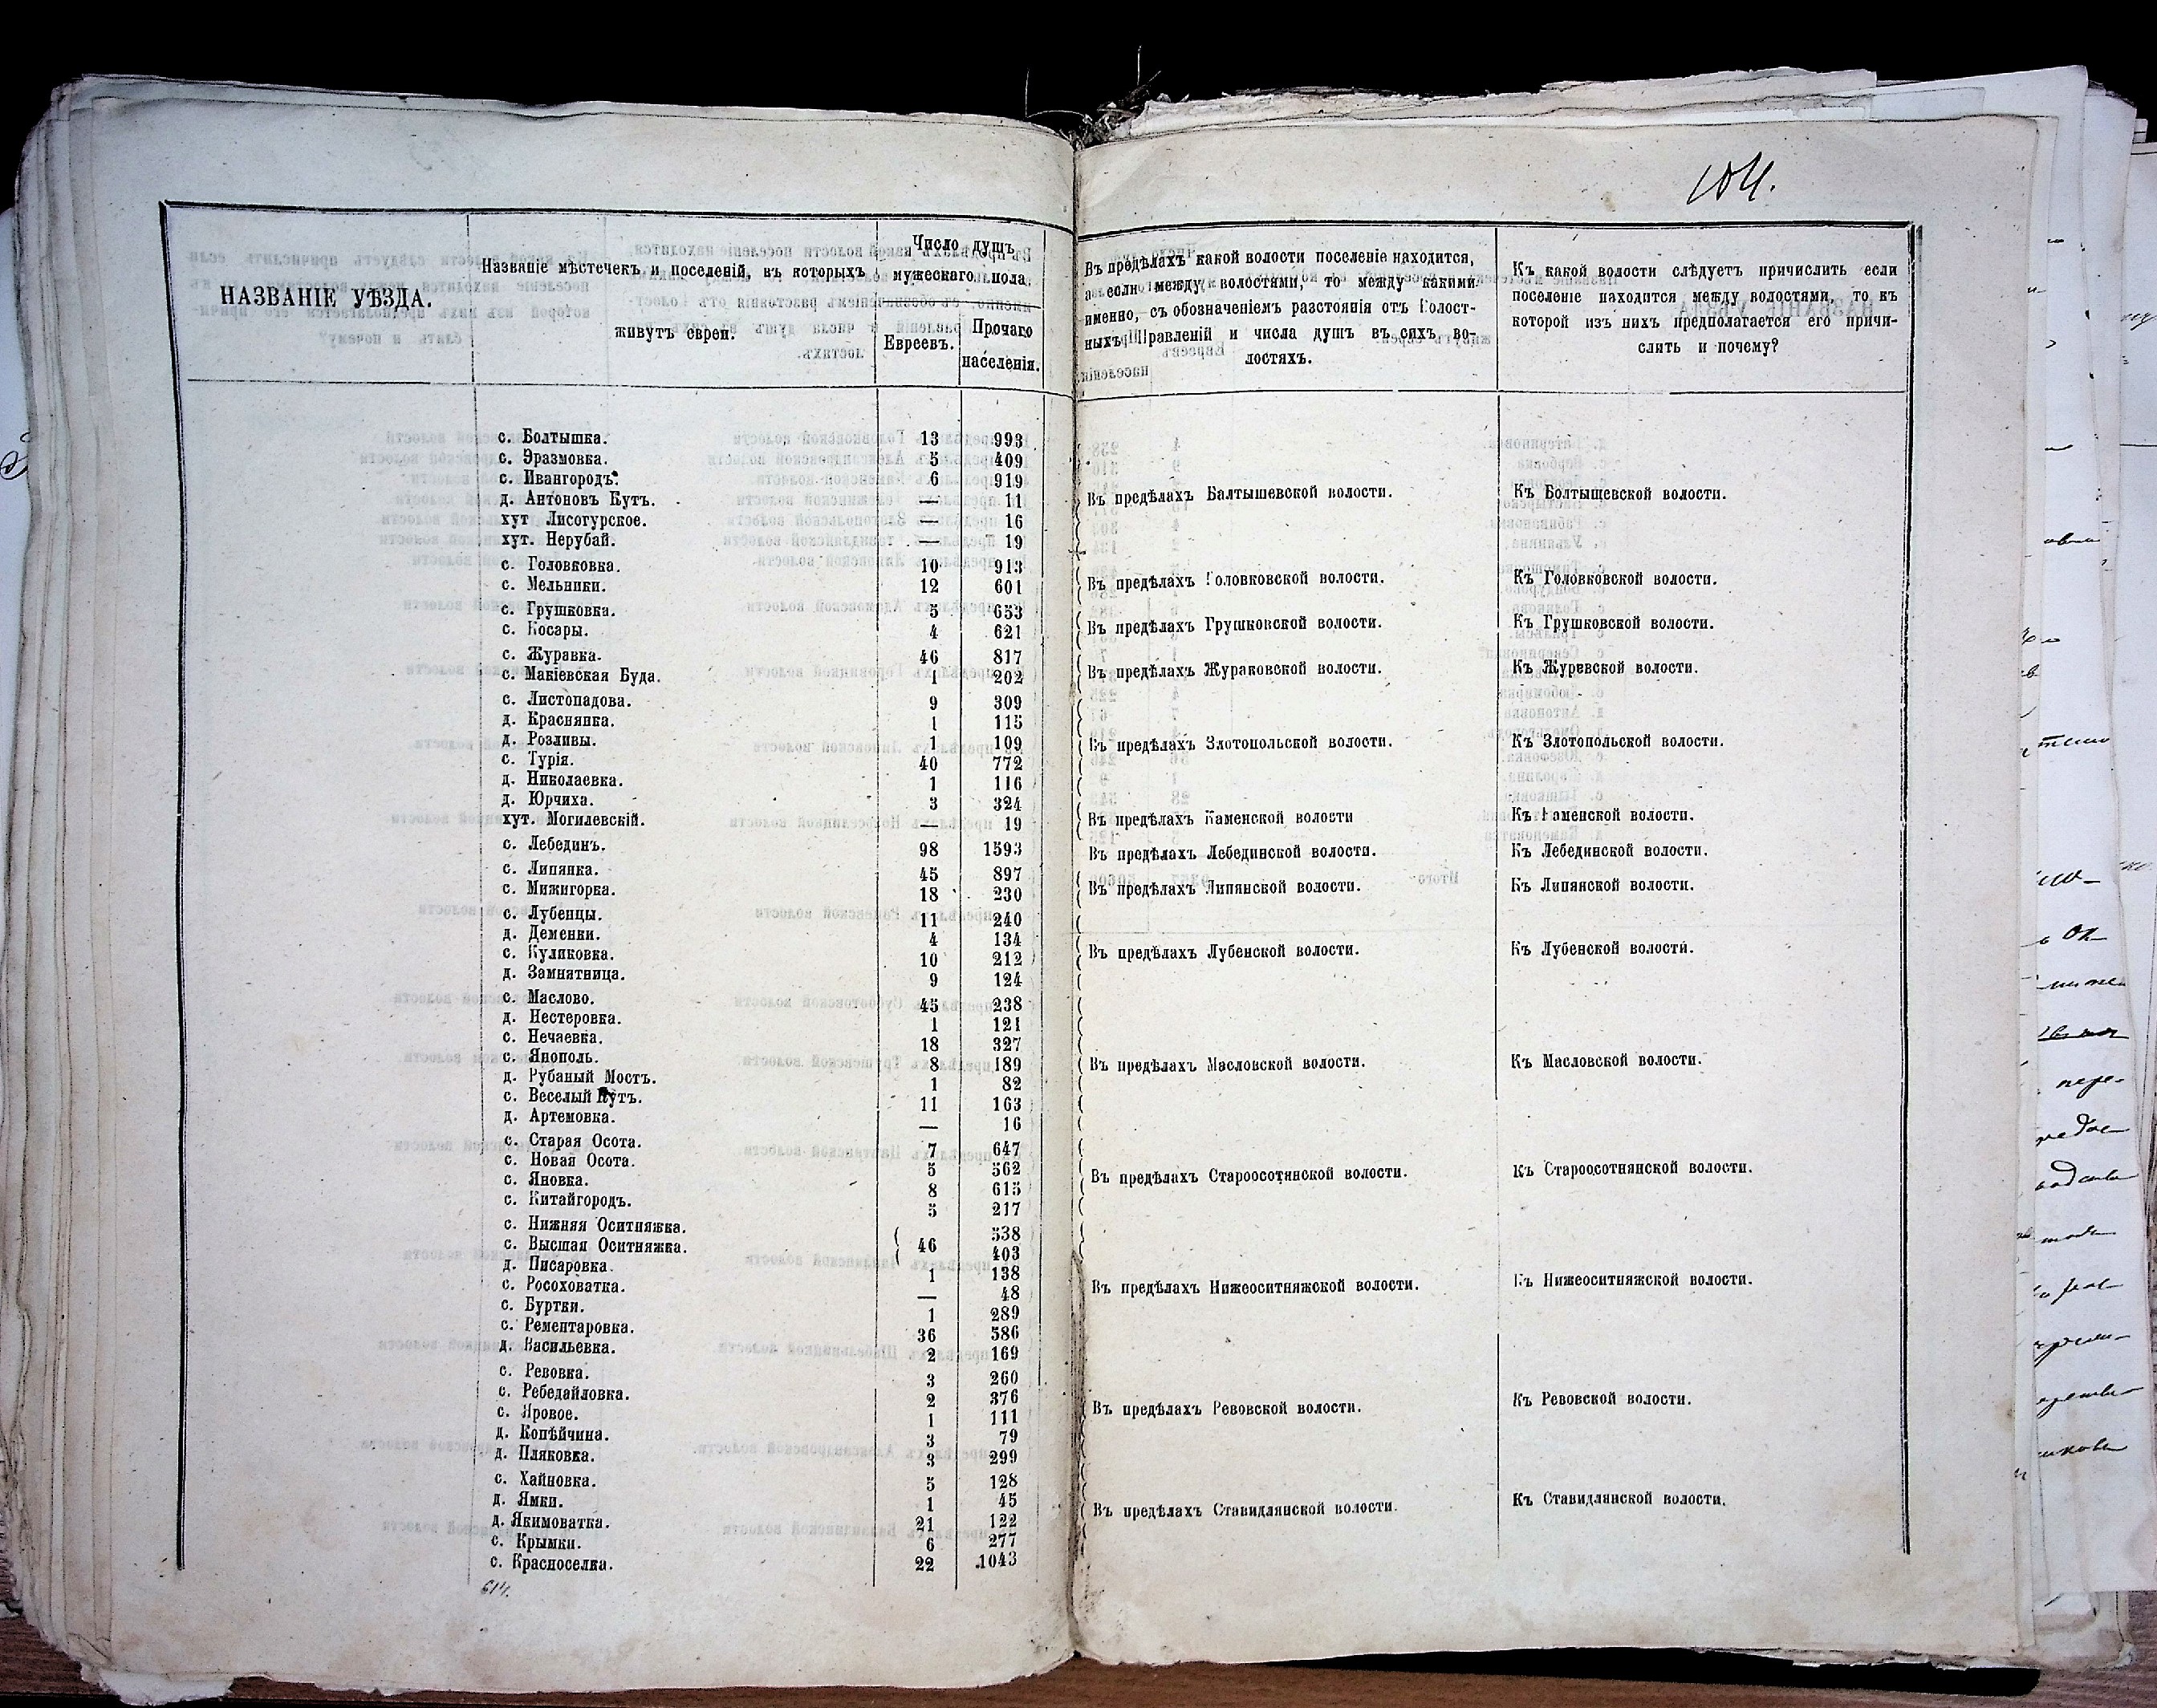 104.
НАЗВАНІЕ УѢЗДА.
Названіе мѣстечекъ и поселеній, въ которыхъ
живутъ евреи.
Число душъ
мужескаго пола.
Евреевъ.
Прочаго
населенія.
Въ предѣлахъ какой волости поселеніе находится,
а если между волостями, то между какими
именно, съ обозначеніемъ разстоянія отъ Волост-
ныхъ Правленій и числа душъ въ сихъ во-
лостяхъ.
Къ какой волости слѣдуетъ причислить если
поселеніе находится между волостями, то къ
которой изъ нихъ предполагается его причи-
слить и почему?
с. Болтышка. 13 993
с. Эразмовка. 5 409
с. Ивангородъ. 6 919
д. Антоновъ Кутъ. — 11 Въ предѣлахъ Балтышевской волости. Къ Болтышевской волости.
хут Лисогурское. — 16
хут. Нерубай. — 19
с. Головковка. 10 913
с. Мельники. 12 601 Въ предѣлахъ Головковской волости. Къ Головковской волости.
с. Грушковка. 5 653
с. Косары. 4 621 Въ предѣлахъ Грушковской волости. Къ Грушковской волости.
с. Журавка. 46 817
с. Макіевская Буда. 1 202 Въ предѣлахъ Жураковской волости. Къ Журевской волости.
с. Листопадова. 9 309
д. Краснянка. 1 115
д. Розливы. 1 109 Въ предѣлахъ Злотопольской волости. Къ Злотопольской волости.
с. Турія. 40 772
д. Николаевка. 1 116
д. Юрчиха. 3 324
хут. Могилевскій. — 19 Въ предѣлахъ Каменской волости Къ Каменской волости.
с. Лебединъ. 98 1593 Въ предѣлахъ Лебединской волости. Къ Лебединской волости.
с. Липянка. 45 897
с. Мижигорка. 18 230 Въ предѣлахъ Липянской волости. Къ Липянской волости.
с. Лубенцы. 11 240
д. Деменки. 4 134
с. Куликовка. 10 212 Въ предѣлахъ Лубенской волости. Къ Лубенской волости.
д. Замнятница. 9 124
с. Маслово. 45 238
д. Нестеровка. 1 121
с. Нечаевка. 18 327
с. Янополь. 8 189 Въ предѣлахъ Масловской волости. Къ Масловской волости.
д. Рубаный Мостъ. 1 82
с. Веселый Кутъ. 11 163
д. Артемовка. — 16
с. Старая Осота. 7 647
с. Новая Осота. 5 562 Въ предѣлахъ Староосотянской волости. Къ Староосотнянской волости.
с. Яновка. 8 615
с. Китайгородъ. 5 217
с. Нижняя Оситняжка. 538
с. Высшая Оситняжка. 46 403
д. Писаровка. 1 138
с. Росоховатка. — 48 Въ предѣлахъ Нижеоситняжской волости. Къ Нижеоситняжской волости.
с. Буртки. 1 289
с. Рементаровка. 36 586
д. Васильевка. 2 169
с. Ревовка. 3 260
с. Ребедайловка. 2 376
с. Яровое. 1 111 Въ предѣлахъ Ревовской волости. Къ Ревовской волости.
д. Копѣйчина. 3 79
д. Пляковка. 3 299
с. Хайновка. 5 128
д. Ямки. 1 45 Въ предѣлахъ Ставидлянской волости. Къ Ставидлянской волости.
д. Якимоватка. 21 122
с. Крымки. 6 277
с. Красноселка. 22 1043
614.